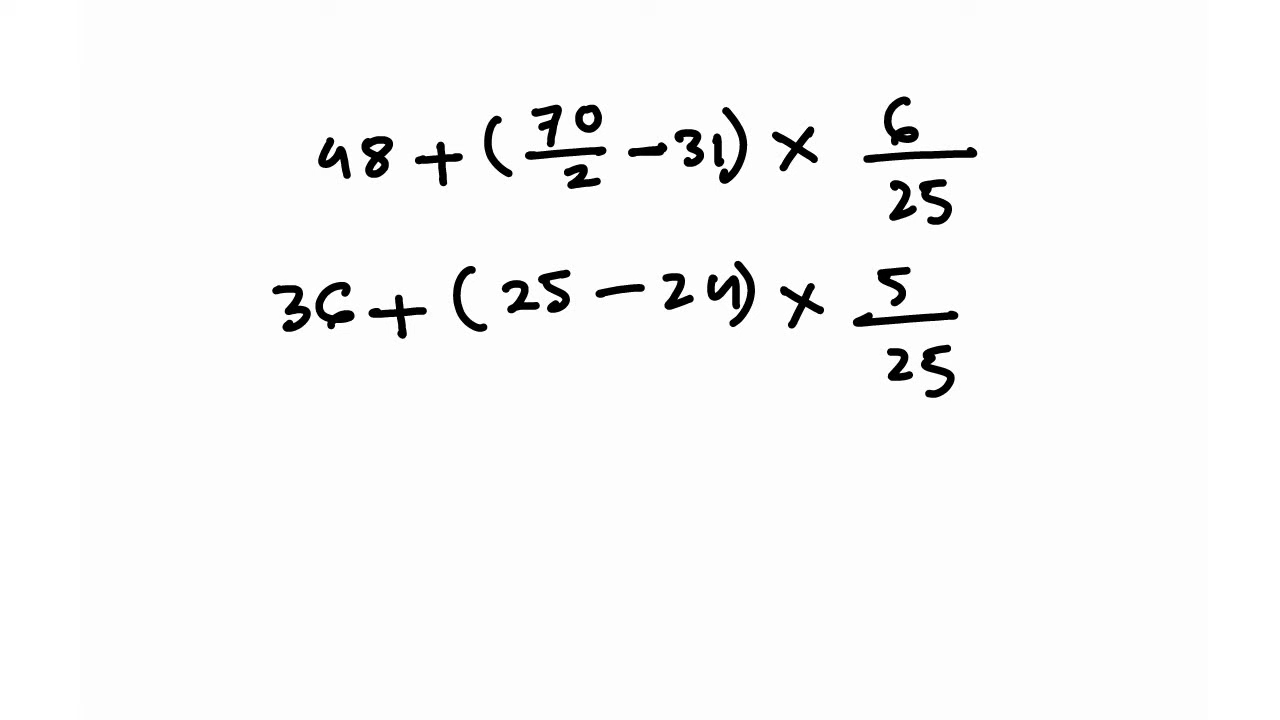 48 + (70/2 - 31) × 6/25
36 + (25 - 24) × 5/25